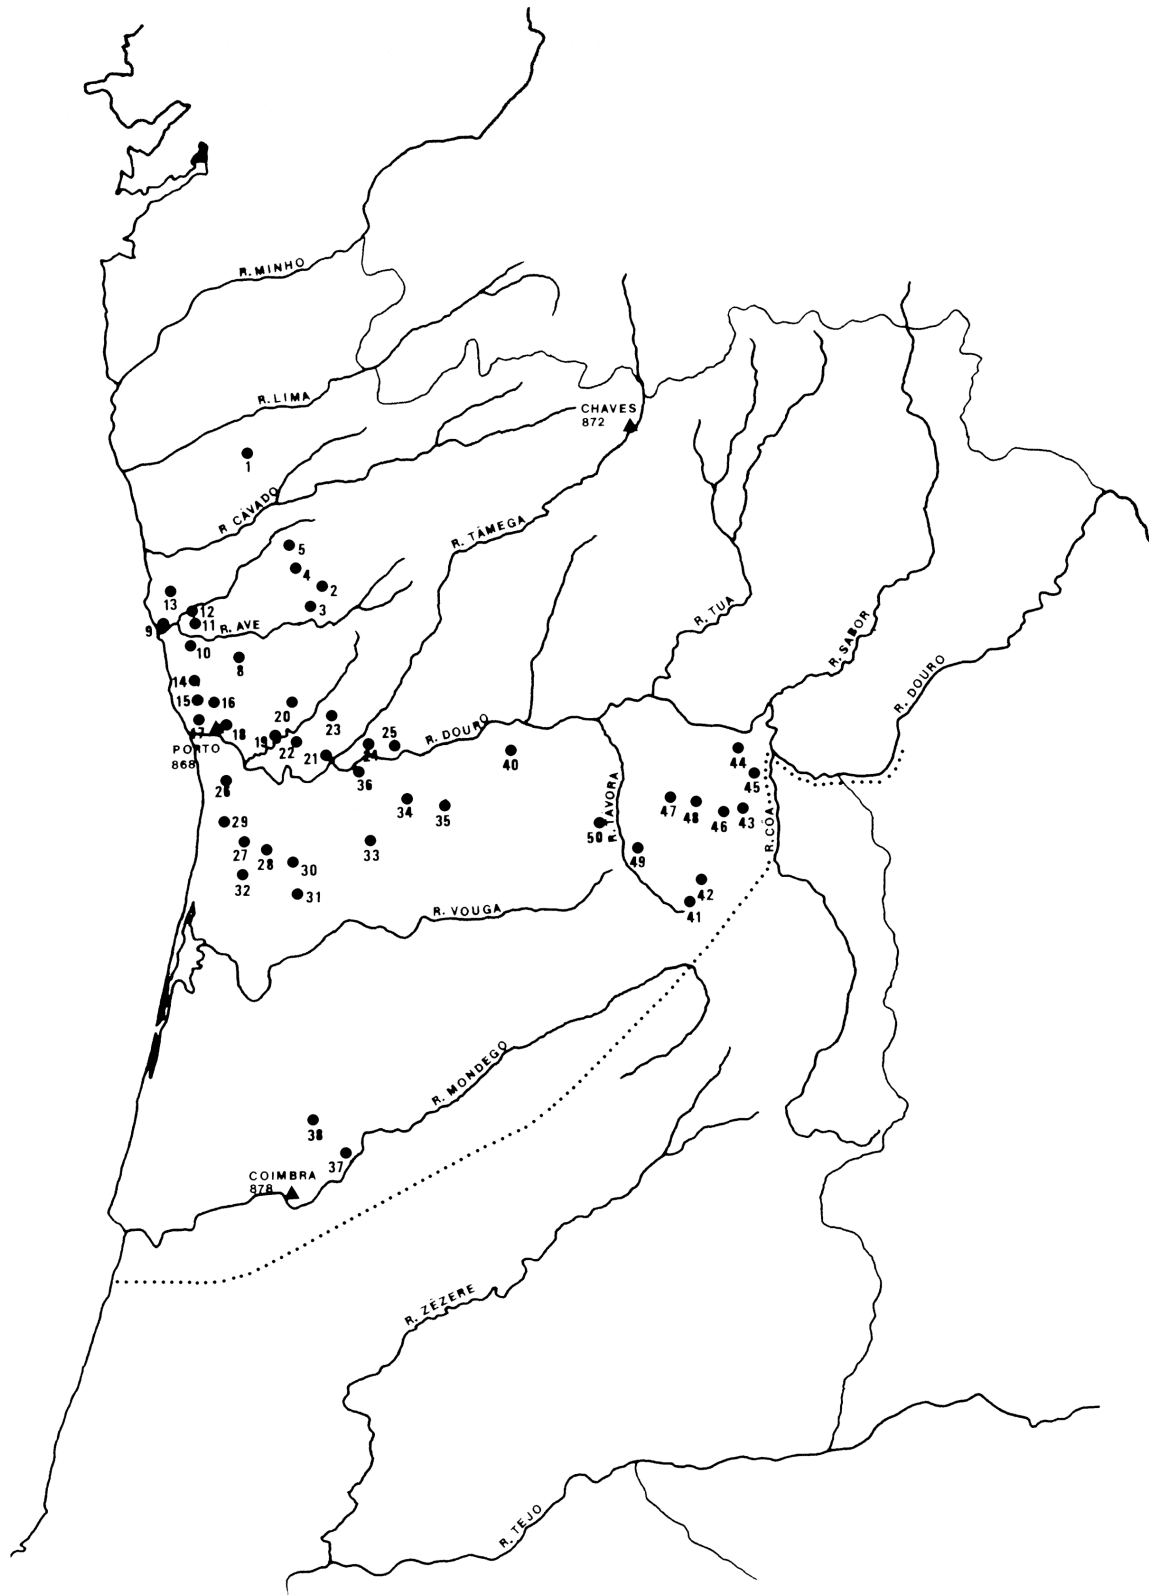 R. MINHO
R. LIMA
CHAVES
872
1
R. CÁVADO
R. TÂMEGA
5
4
2
13
12
3
9
11
R. AVE
R. TUA
10
8
R. SABOR
14
R. DOURO
15
16
20
17
18
23
25
R. DOURO
19
22
21
24
PORTO
868
40
44
36
45
26
34
35
47
48
46
43
29
50
R. TÁVORA
R. CÔA
27
28
33
49
30
32
31
42
41
R. VOUGA
R. MONDEGO
38
37
COIMBRA
878
R. ZÊZERE
R. TEJO